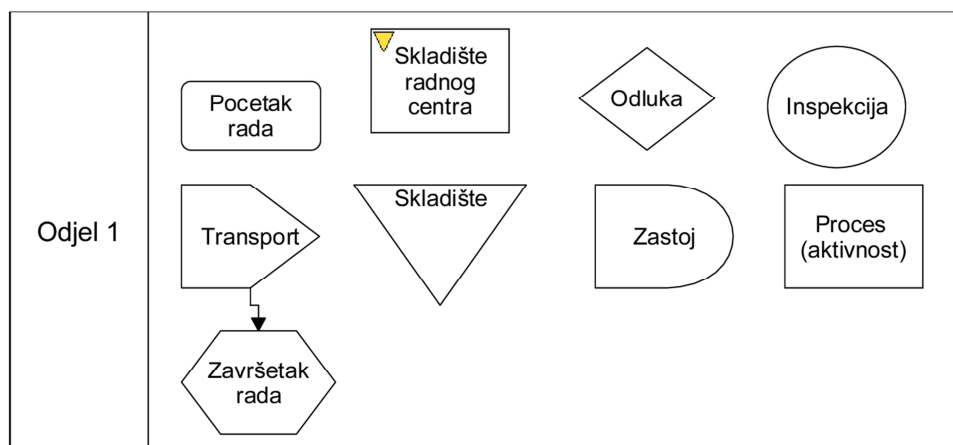 Odjel 1
Pocetak
rada
Skladište
radnog
centra
Odluka
Inspekcija
Transport
Skladište
Zastoj
Proces
(aktivnost)
Završetak
rada